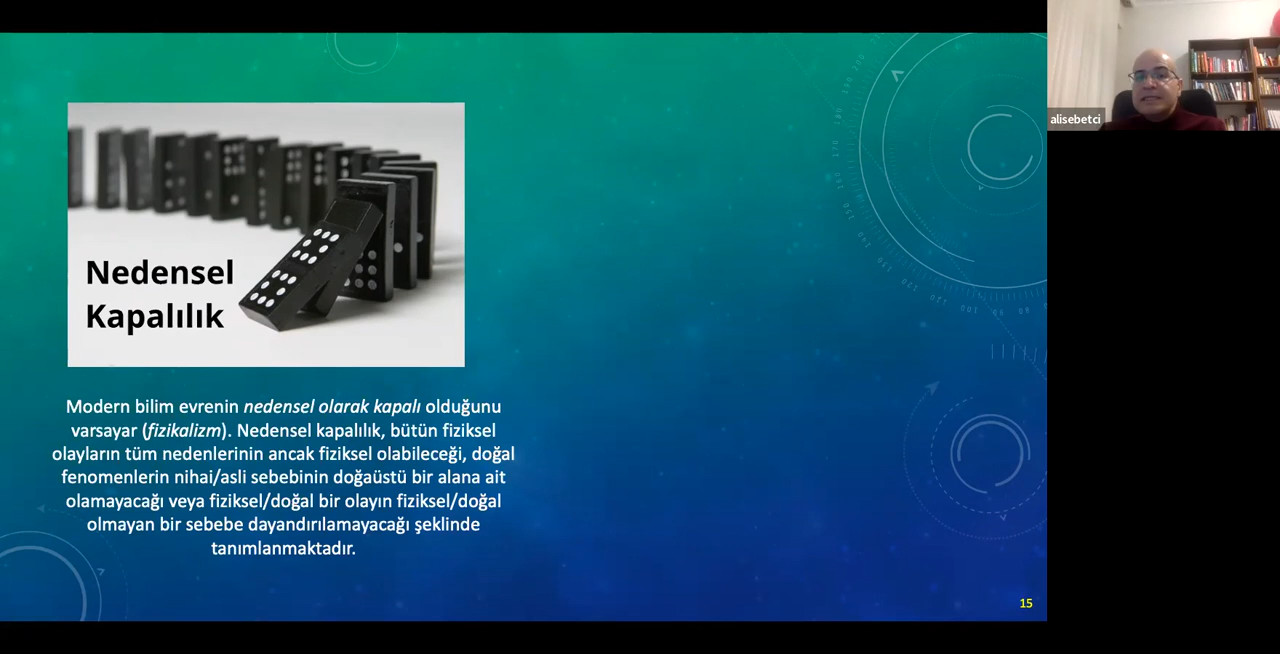 Nedensel
Kapalılık
Modern bilim evrenin nedensel olarak kapalı olduğunu
varsayar (fizikalizm). Nedensel kapalılık, bütün fiziksel
olayların tüm nedenlerinin ancak fiziksel olabileceği, doğal
fenomenlerin nihai/asli sebebinin doğaüstü bir alana ait
olamayacağı veya fiziksel/doğal bir olayın fiziksel/doğal
olmayan bir sebebe dayandırılamayacağı şeklinde
tanımlanmaktadır.
15
alisebetci